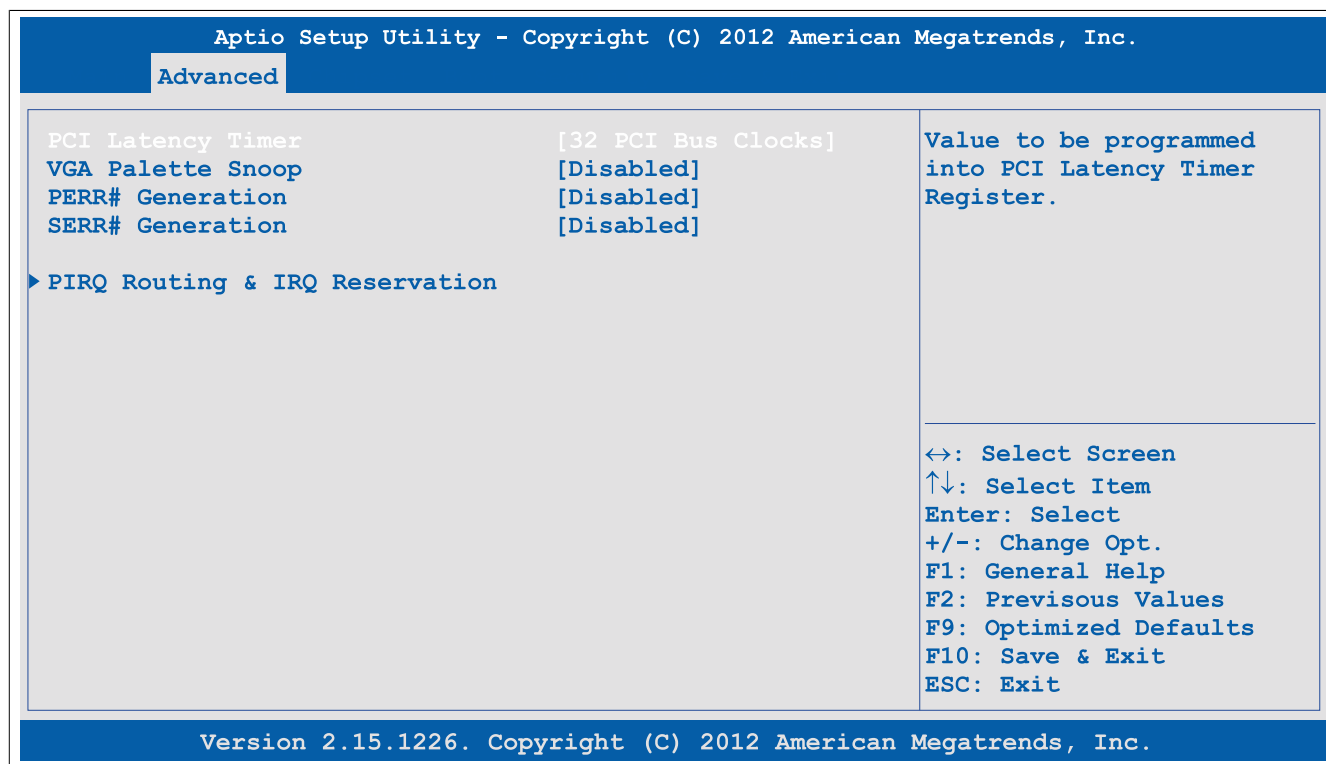 Aptio Setup Utility - Copyright (C) 2012 American Megatrends, Inc.
Advanced
PCI Latency Timer [32 PCI Bus Clocks]
VGA Palette Snoop [Disabled]
PERR# Generation [Disabled]
SERR# Generation [Disabled]
PIRQ Routing & IRQ Reservation
Value to be programmed
into PCI Latency Timer
Register.
↔: Select Screen
↑↓: Select Item
Enter: Select
+/-: Change Opt.
F1: General Help
F2: Previsous Values
F9: Optimized Defaults
F10: Save & Exit
ESC: Exit
Version 2.15.1226. Copyright (C) 2012 American Megatrends, Inc.